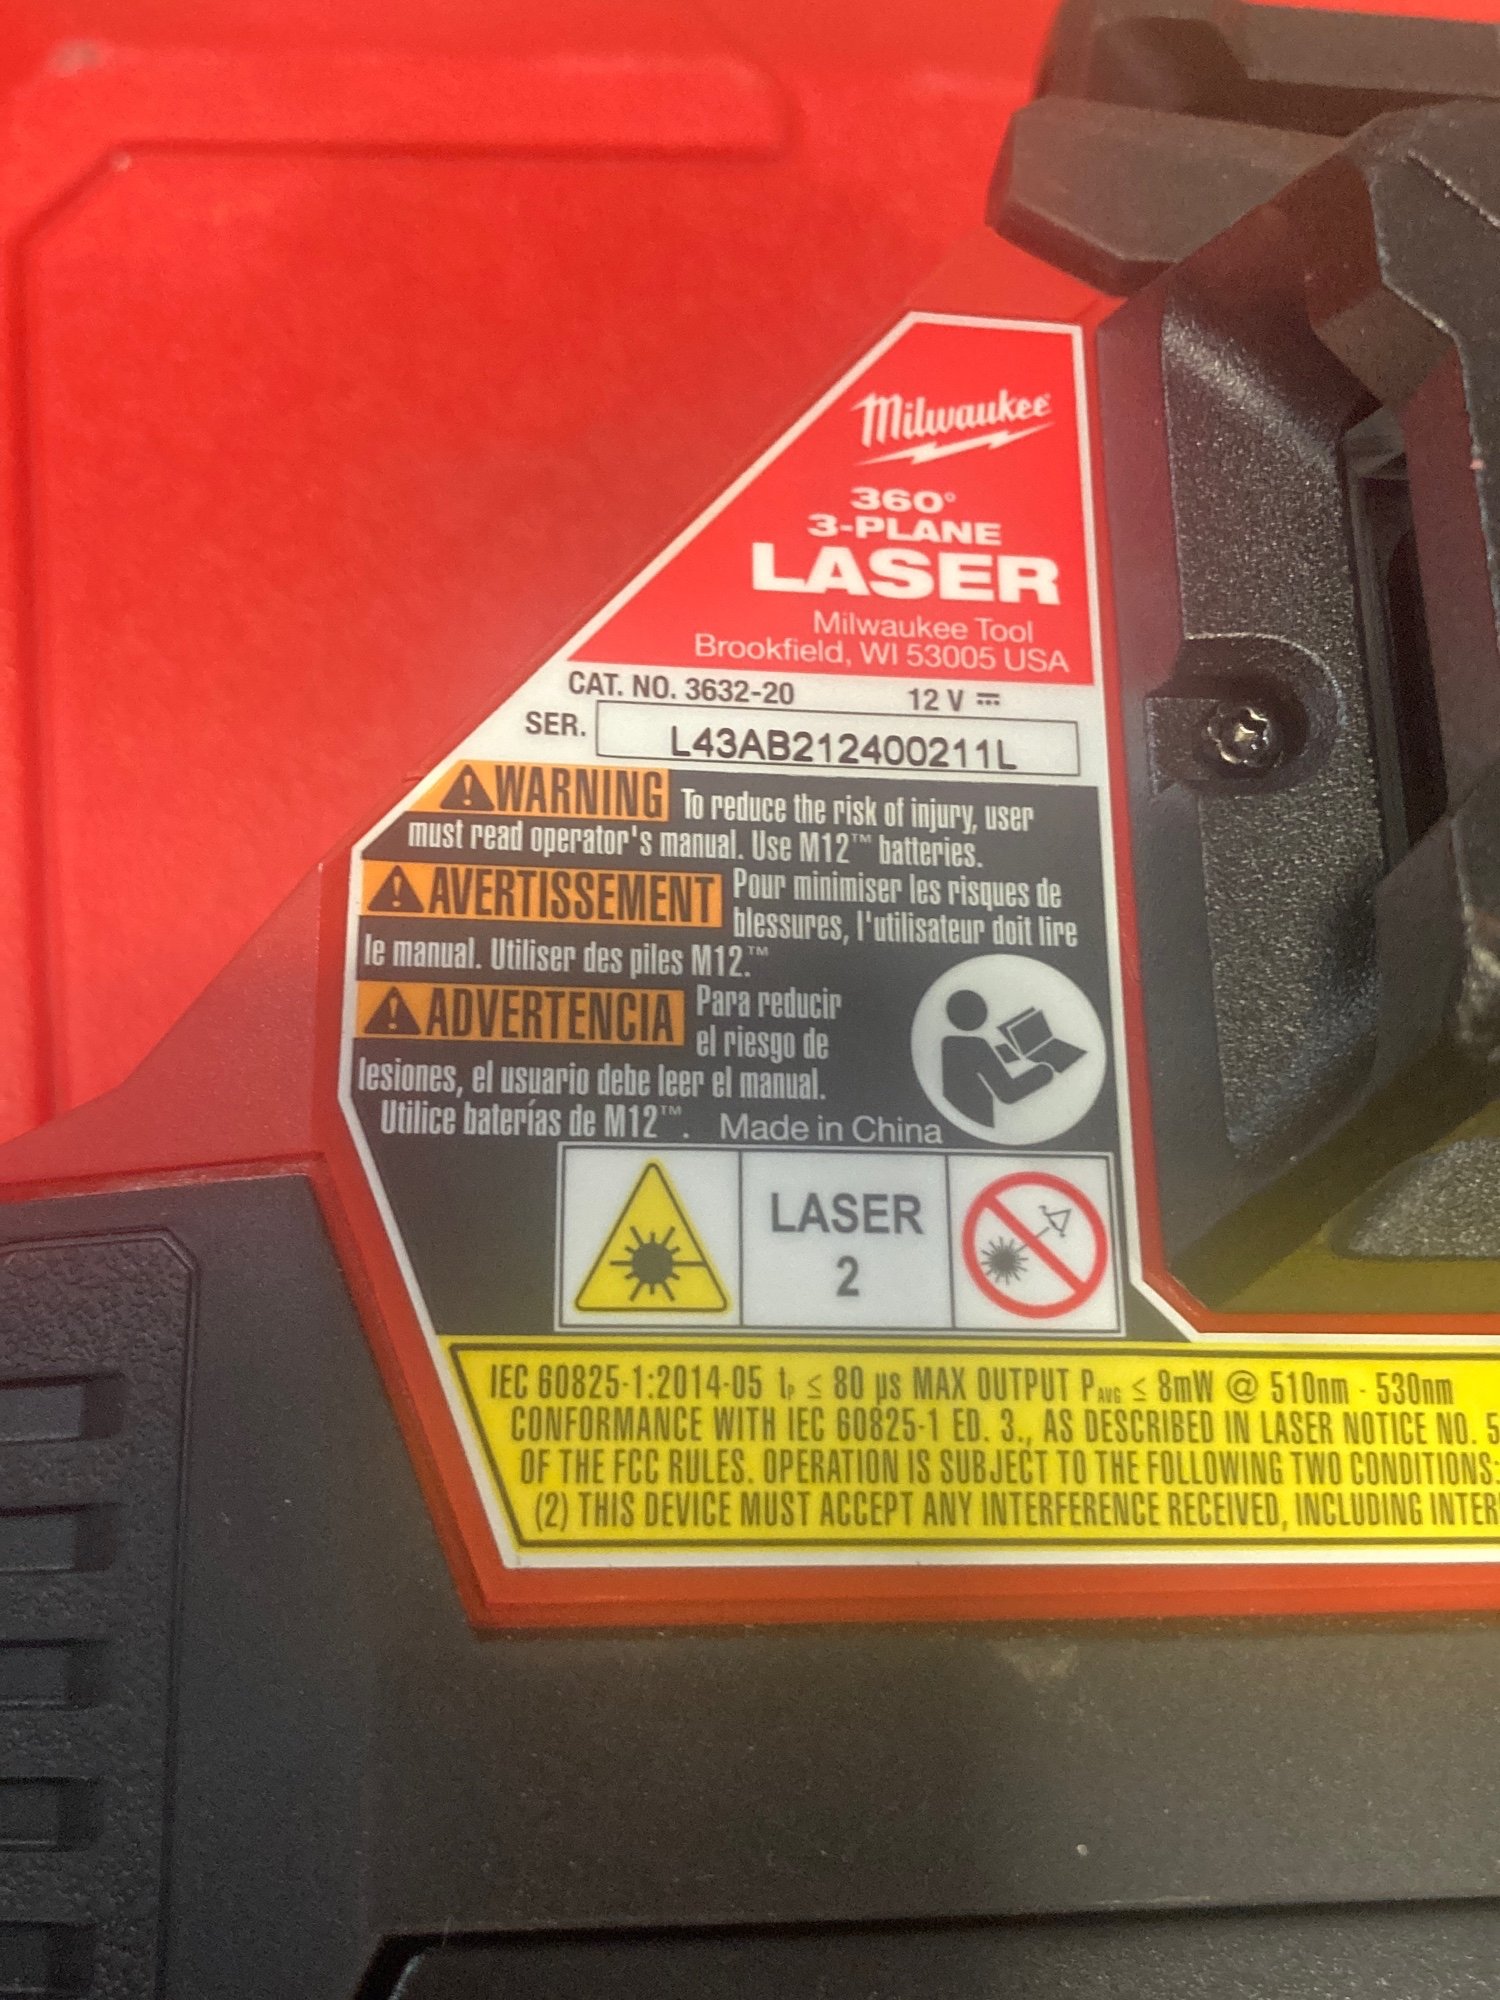 Milwaukee
360°
3-PLANE
LASER
Milwaukee Tool
Brookfield, WI 53005 USA
CAT. NO. 3632-20 12 V ⎓
SER. L43AB212400211L
WARNING To reduce the risk of injury, user
must read operator's manual. Use M12™ batteries.
AVERTISSEMENT Pour minimiser les risques de
blessures, l'utilisateur doit lire
le manual. Utiliser des piles M12.™
ADVERTENCIA Para reducir
el riesgo de
lesiones, el usuario debe leer el manual.
Utilice baterías de M12™. Made in China
LASER
2
IEC 60825-1:2014-05 tₚ ≤ 80 µs MAX OUTPUT PAVG ≤ 8mW @ 510nm - 530nm
CONFORMANCE WITH IEC 60825-1 ED. 3., AS DESCRIBED IN LASER NOTICE NO. 5
OF THE FCC RULES. OPERATION IS SUBJECT TO THE FOLLOWING TWO CONDITIONS:
(2) THIS DEVICE MUST ACCEPT ANY INTERFERENCE RECEIVED, INCLUDING INTER